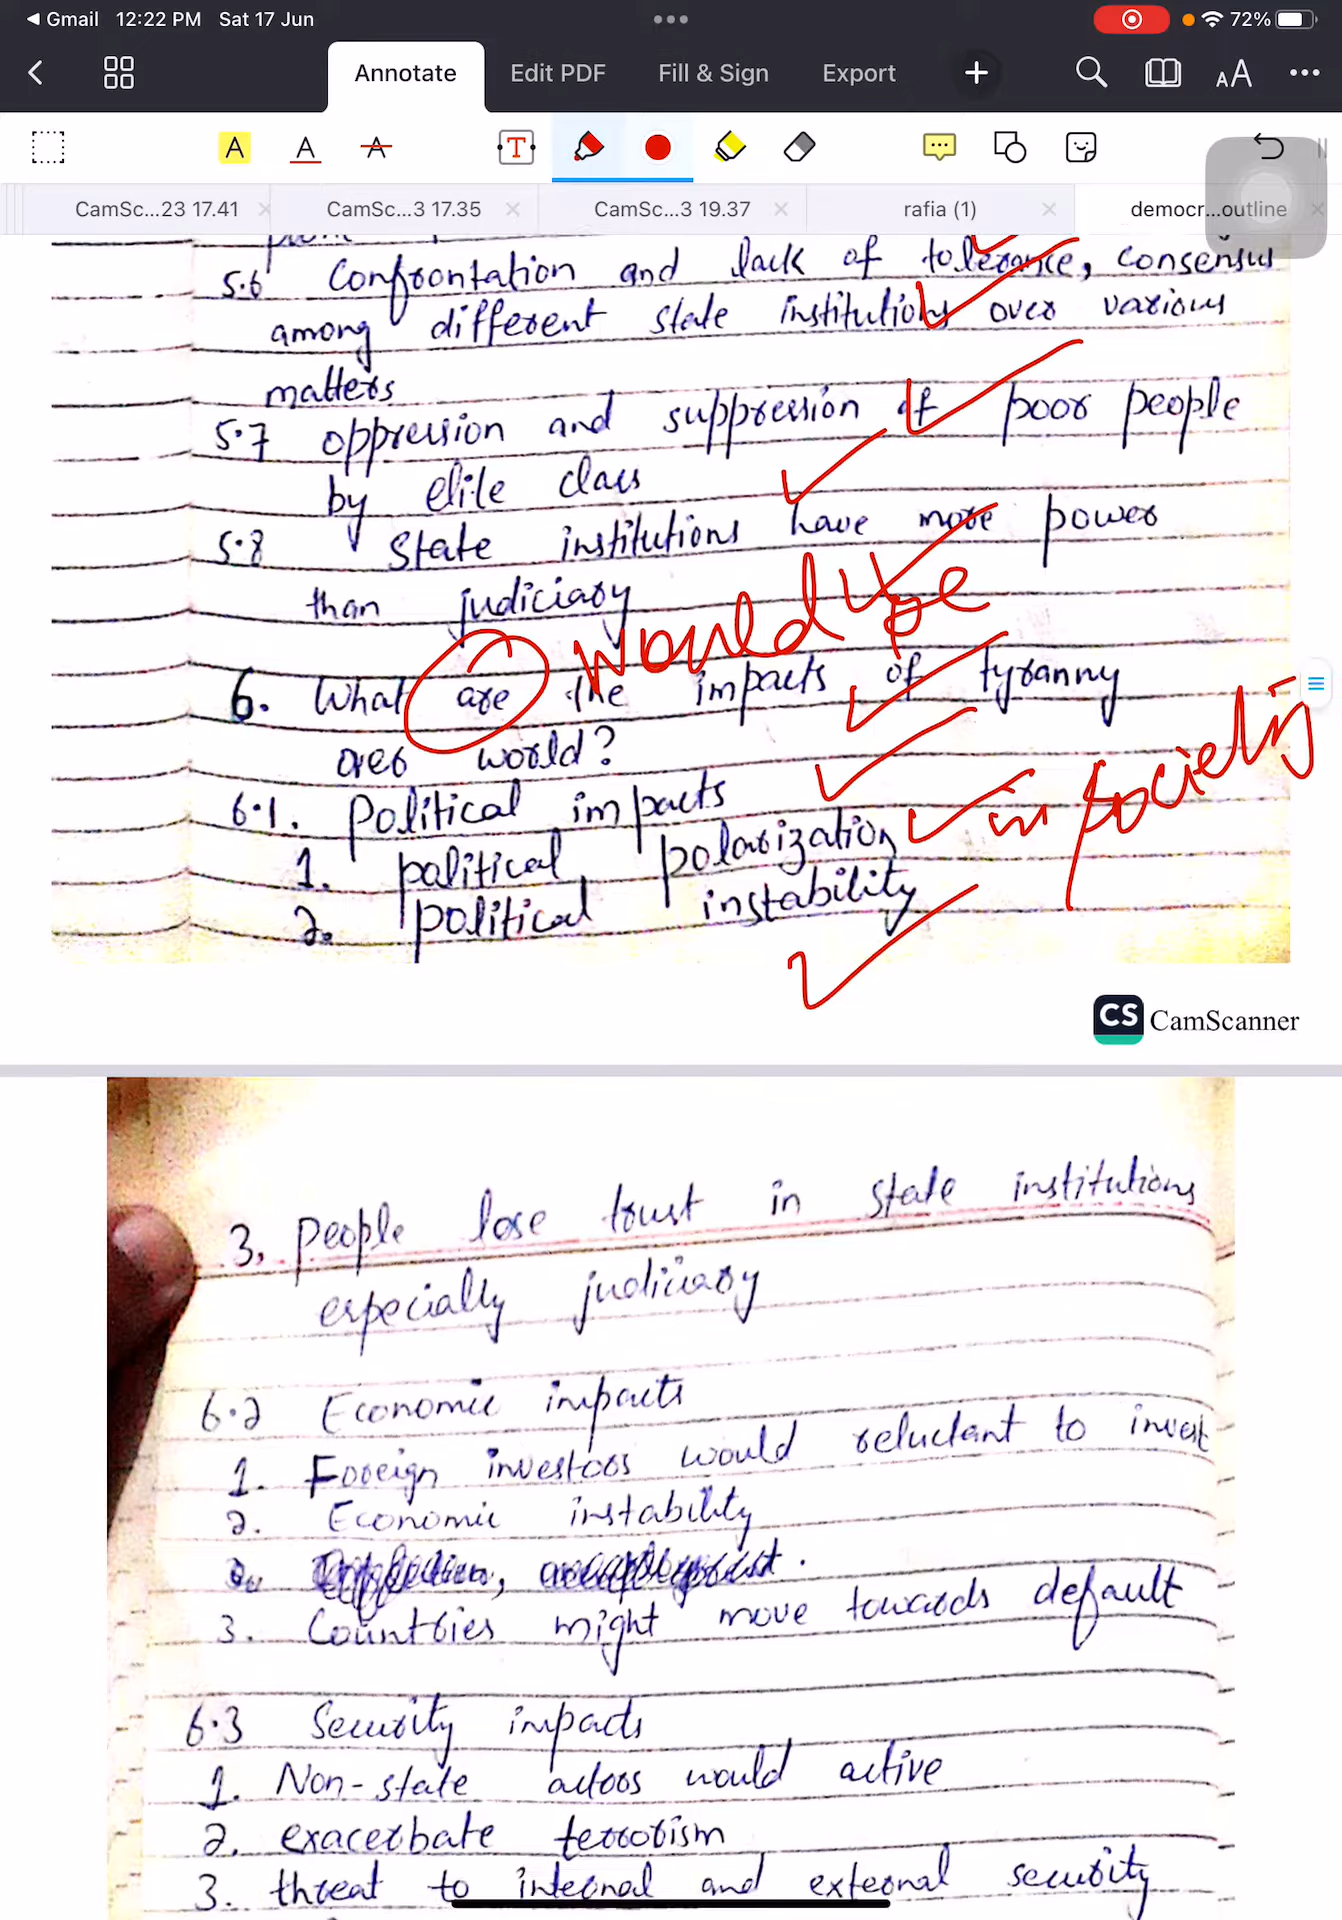 Gmail 12:22 PM Sat 17 Jun 72%
Annotate Edit PDF Fill & Sign Export
CamSc...23 17.41 CamSc...3 17.35 CamSc...3 19.37 rafia (1) democr...outline
5.6 Confrontation and lack of tolerance, consensus
among different state institutions over various
matters
5.7 oppression and suppression of poor people
by elite class
5.8 State institutions have more power
than judiciary
would be
6. What are the impacts of tyranny
over world?
in society
6.1. Political impacts
1. political polarization
2. political instability
CS CamScanner
3. people lose trust in state institutions
especially judiciary
6.2 Economic impacts
1. Foreign investors would reluctant to invest
2. Economic instability
3. Countries might move towards default
6.3 Security impacts
1. Non-state actors would active
2. exacerbate terrorism
3. threat to internal and external security